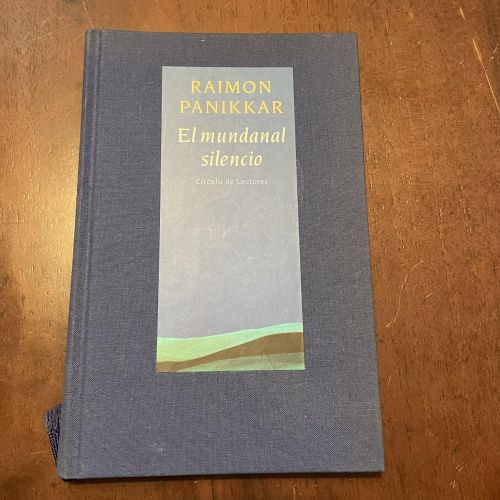 RAIMON
PANIKKAR
El mundanal
silencio
Círculo de Lectores